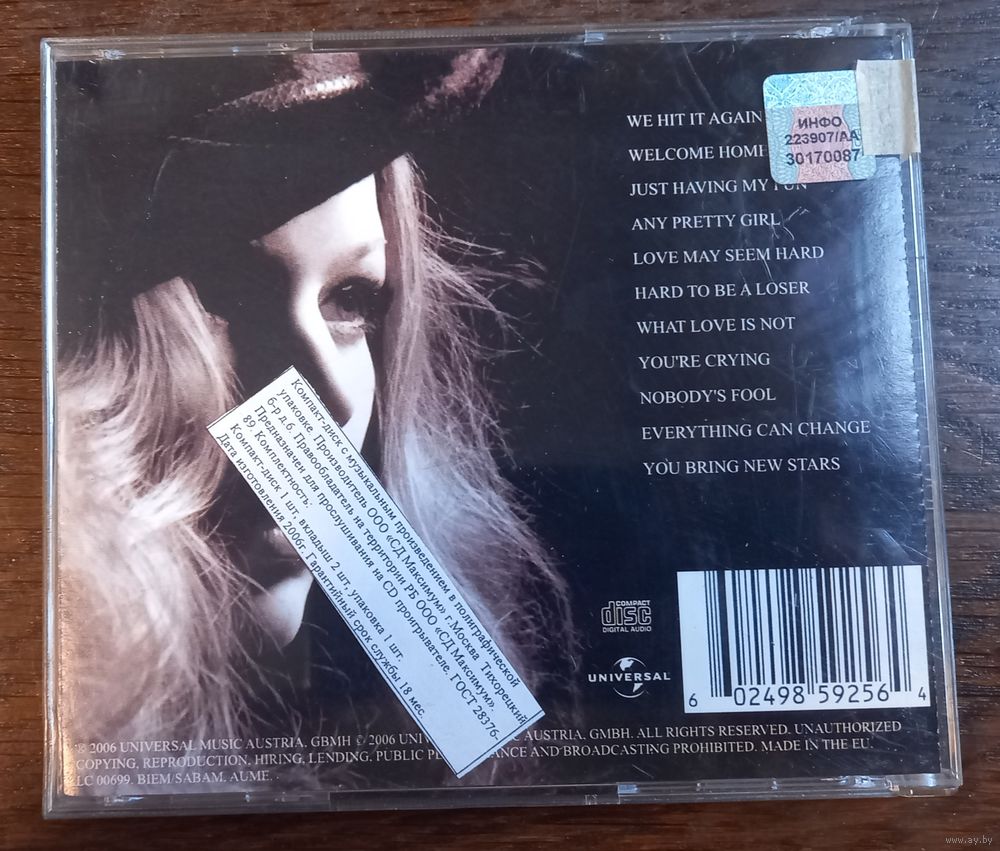 WE HIT IT AGAIN
WELCOME HOME
JUST HAVING MY FUN
ANY PRETTY GIRL
LOVE MAY SEEM HARD
HARD TO BE A LOSER
WHAT LOVE IS NOT
YOU'RE CRYING
NOBODY'S FOOL
EVERYTHING CAN CHANGE
YOU BRING NEW STARS
ИНФО
223907/АА
30170087
Компакт-диск с музыкальным произведением в полиграфической
упаковке. Производитель ООО «СД Максимум» г.Москва Тихорецкий
б-р д.6. Правообладатель на территории РБ ООО «СД Максимум».
Предназначен для прослушивания на CD проигрывателе. ГОСТ 28376-
89 Комплектность:
Компакт-диск 1 шт, вкладыш 2 шт, упаковка 1 шт.
Дата изготовления 2006г. Гарантийный срок службы 18 мес.
COMPACT
disc
DIGITAL AUDIO
UNIVERSAL
6 02498 59256 4
℗ 2006 UNIVERSAL MUSIC AUSTRIA. GBMH © 2006 AUSTRIA. GMBH. ALL RIGHTS RESERVED. UNAUTHORIZED
COPYING, REPRODUCTION, HIRING, LENDING, PUBLIC AND BROADCASTING PROHIBITED. MADE IN THE EU.
LC 00699. BIEM/SABAM. AUME.
www.ay.by